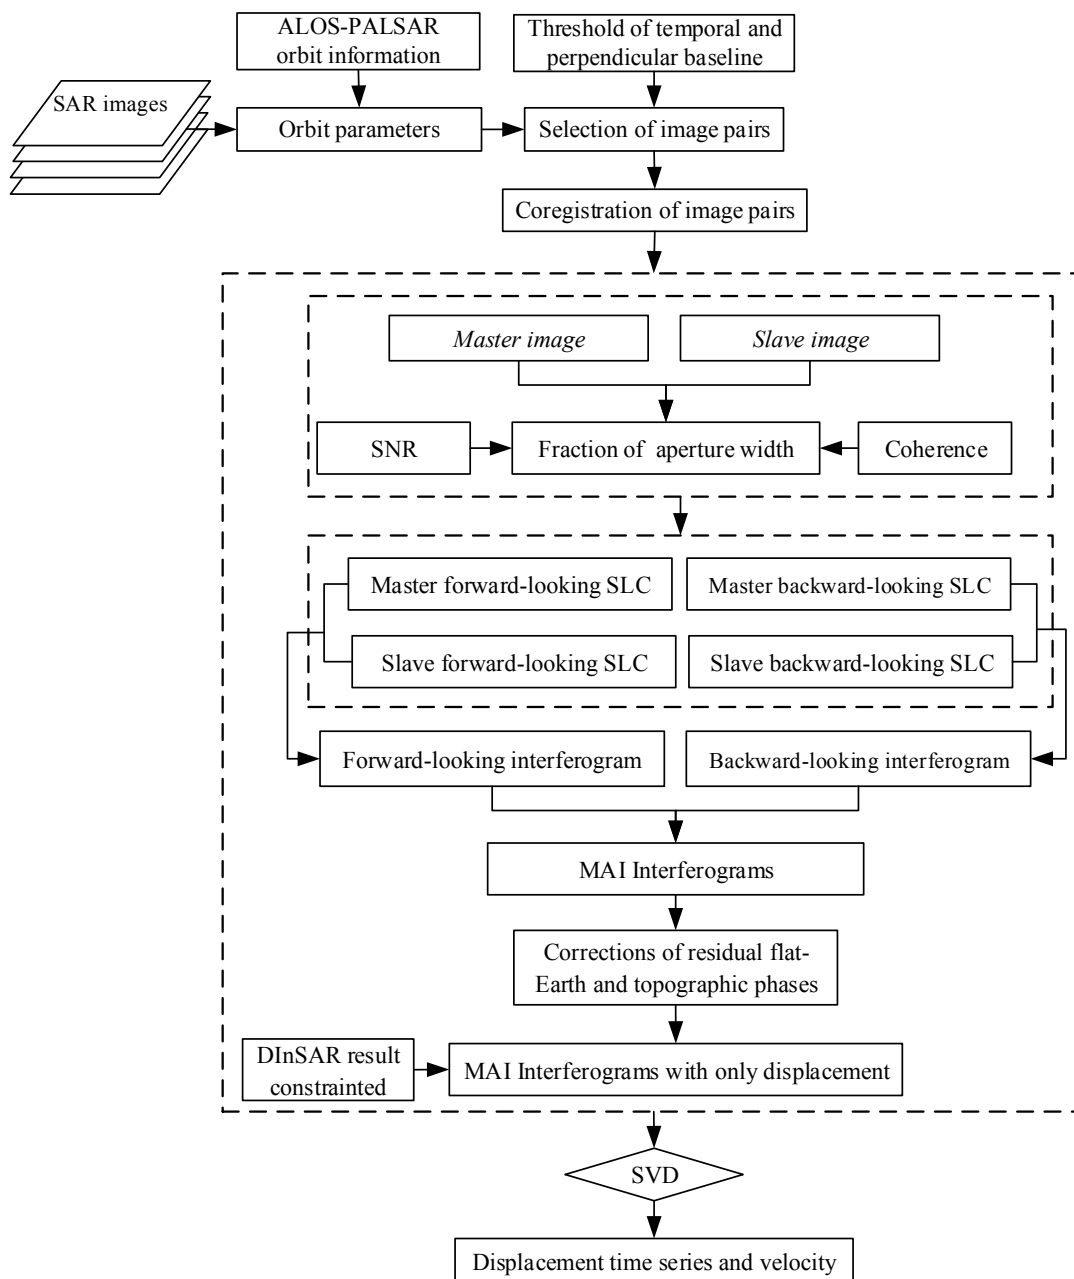 ALOS-PALSAR
orbit information
Threshold of temporal and
perpendicular baseline
SAR images
Orbit parameters
Selection of image pairs
Coregistration of image pairs
Master image
Slave image
SNR
Fraction of aperture width
Coherence
Master forward-looking SLC
Master backward-looking SLC
Slave forward-looking SLC
Slave backward-looking SLC
Forward-looking interferogram
Backward-looking interferogram
MAI Interferograms
Corrections of residual flat-
Earth and topographic phases
DInSAR result
constrainted
MAI Interferograms with only displacement
SVD
Displacement time series and velocity